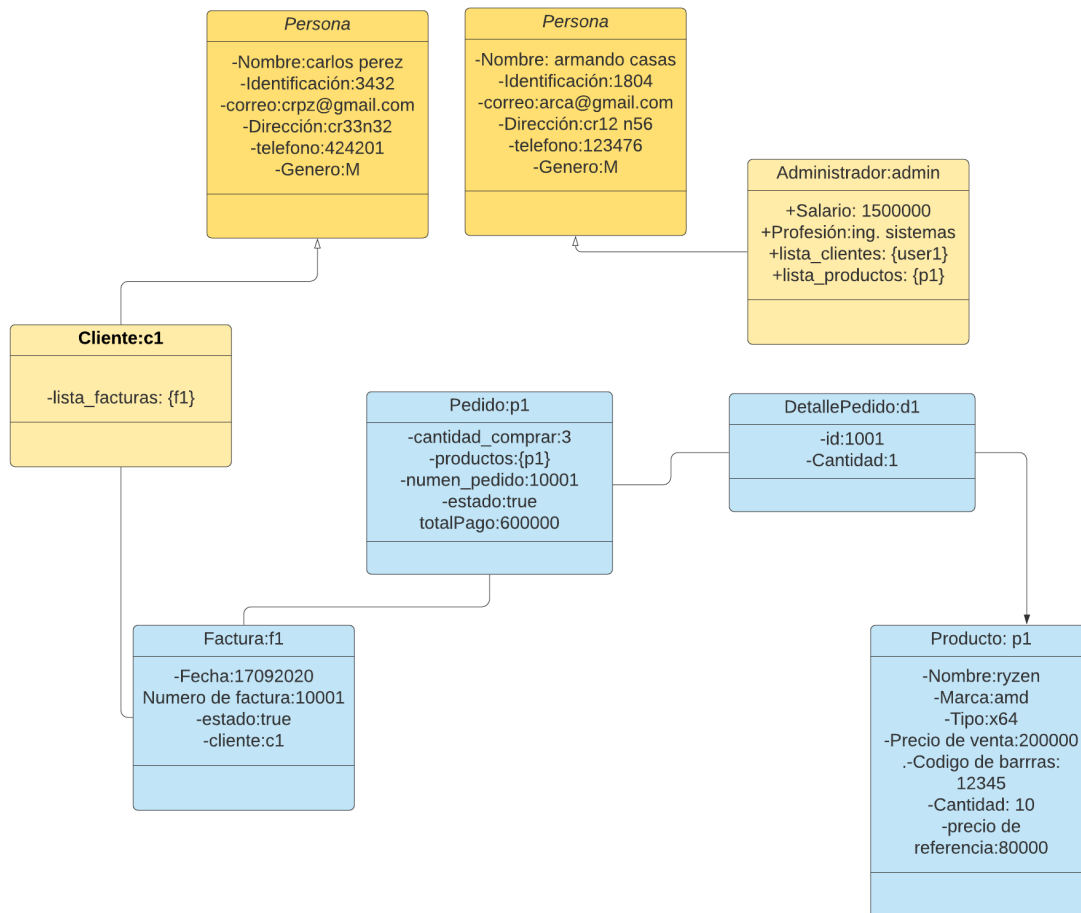 Persona
-Nombre:carlos perez
-Identificación:3432
-correo:crpz@gmail.com
-Dirección:cr33n32
-telefono:424201
-Genero:M
Persona
-Nombre: armando casas
-Identificación:1804
-correo:arca@gmail.com
-Dirección:cr12 n56
-telefono:123476
-Genero:M
Administrador:admin
+Salario: 1500000
+Profesión:ing. sistemas
+lista_clientes: {user1}
+lista_productos: {p1}
Cliente:c1
-lista_facturas: {f1}
Pedido:p1
-cantidad_comprar:3
-productos:{p1}
-numen_pedido:10001
-estado:true
totalPago:600000
DetallePedido:d1
-id:1001
-Cantidad:1
Factura:f1
-Fecha:17092020
Numero de factura:10001
-estado:true
-cliente:c1
Producto: p1
-Nombre:ryzen
-Marca:amd
-Tipo:x64
-Precio de venta:200000
.-Codigo de barrras:
12345
-Cantidad: 10
-precio de
referencia:80000